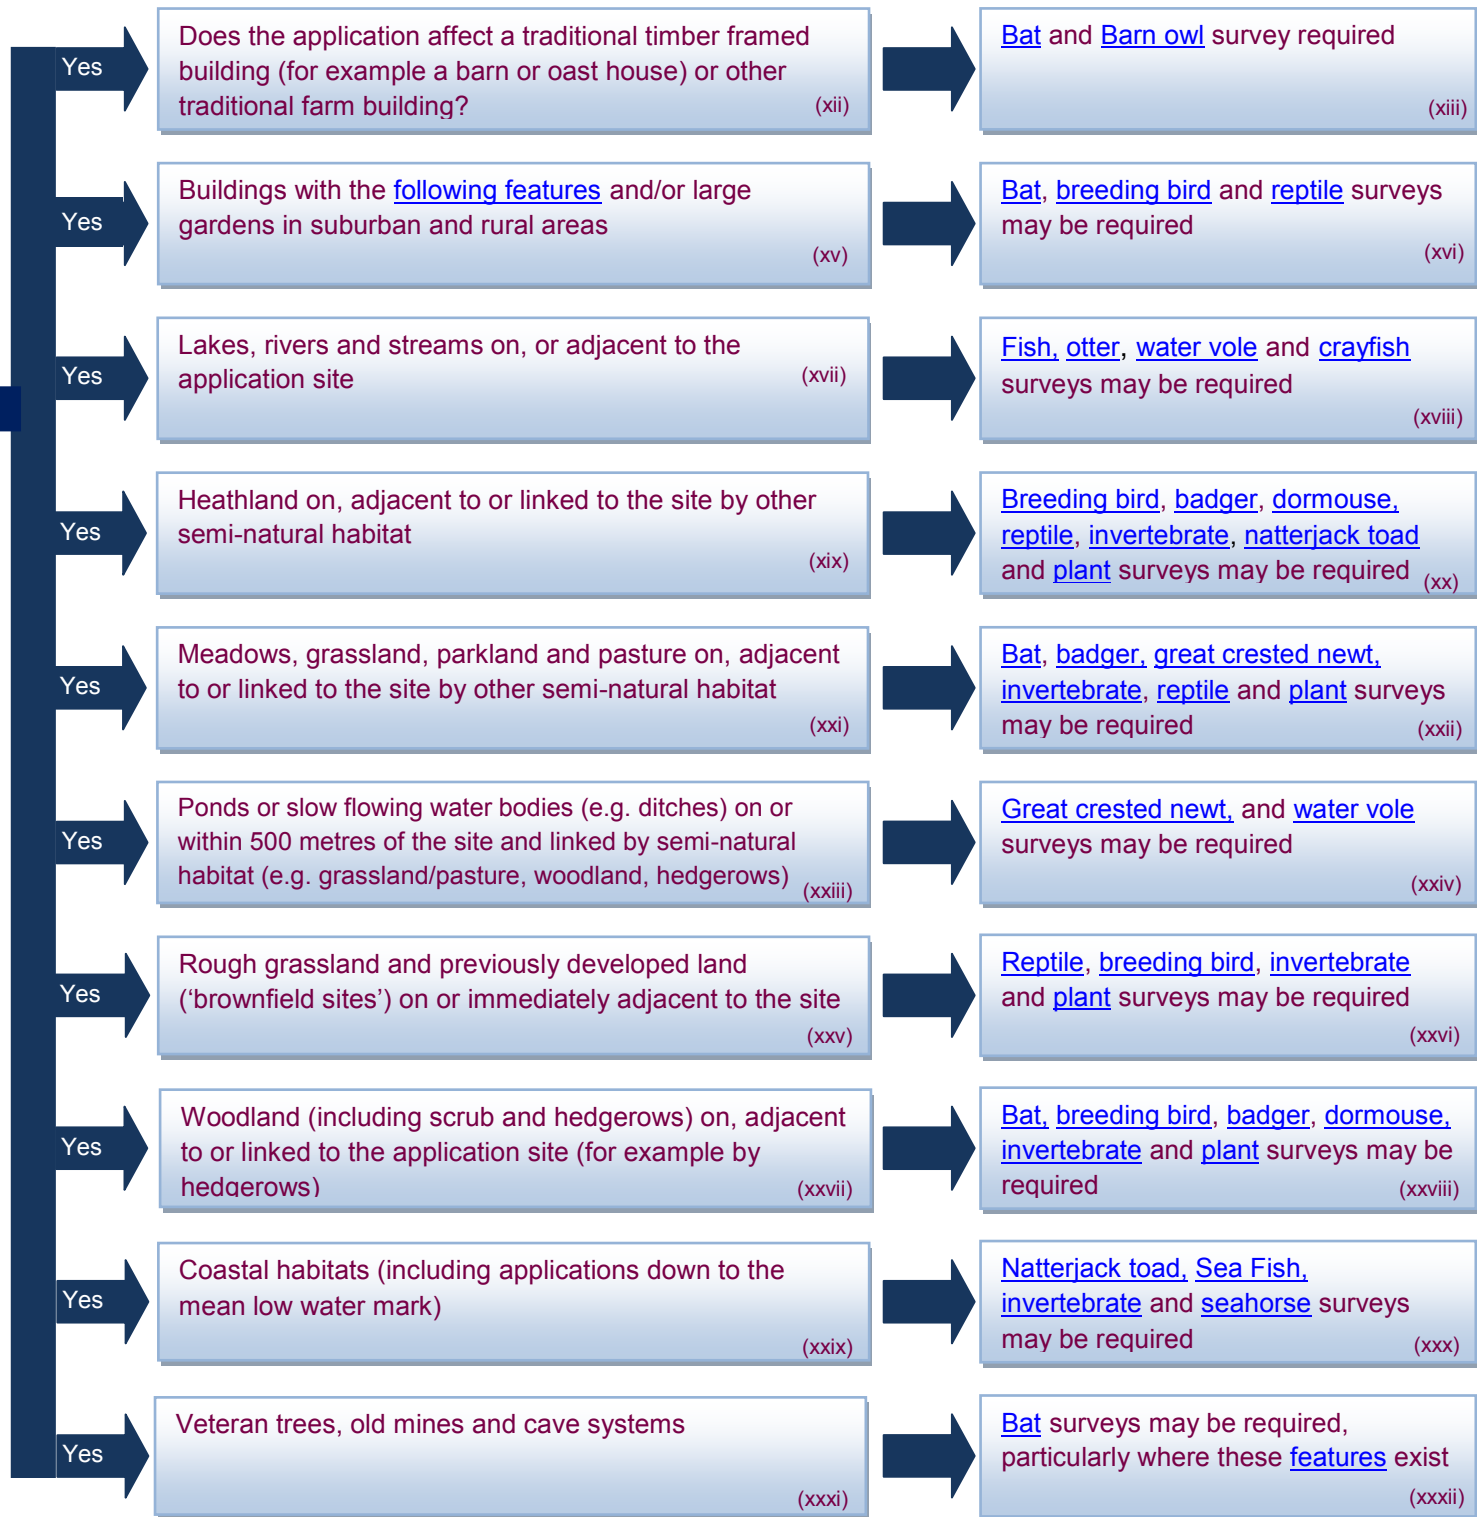 Yes
Does the application affect a traditional timber framed
building (for example a barn or oast house) or other
traditional farm building?
(xii)
Bat and Barn owl survey required
(xiii)
Yes
Buildings with the following features and/or large
gardens in suburban and rural areas
(xv)
Bat, breeding bird and reptile surveys
may be required
(xvi)
Yes
Lakes, rivers and streams on, or adjacent to the
application site
(xvii)
Fish, otter, water vole and crayfish
surveys may be required
(xviii)
Yes
Heathland on, adjacent to or linked to the site by other
semi-natural habitat
(xix)
Breeding bird, badger, dormouse,
reptile, invertebrate, natterjack toad
and plant surveys may be required (xx)
Yes
Meadows, grassland, parkland and pasture on, adjacent
to or linked to the site by other semi-natural habitat
(xxi)
Bat, badger, great crested newt,
invertebrate, reptile and plant surveys
may be required (xxii)
Yes
Ponds or slow flowing water bodies (e.g. ditches) on or
within 500 metres of the site and linked by semi-natural
habitat (e.g. grassland/pasture, woodland, hedgerows) (xxiii)
Great crested newt, and water vole
surveys may be required
(xxiv)
Yes
Rough grassland and previously developed land
(‘brownfield sites’) on or immediately adjacent to the site
(xxv)
Reptile, breeding bird, invertebrate
and plant surveys may be required
(xxvi)
Yes
Woodland (including scrub and hedgerows) on, adjacent
to or linked to the application site (for example by
hedgerows) (xxvii)
Bat, breeding bird, badger, dormouse,
invertebrate and plant surveys may be
required (xxviii)
Yes
Coastal habitats (including applications down to the
mean low water mark)
(xxix)
Natterjack toad, Sea Fish,
invertebrate and seahorse surveys
may be required (xxx)
Yes
Veteran trees, old mines and cave systems
(xxxi)
Bat surveys may be required,
particularly where these features exist
(xxxii)